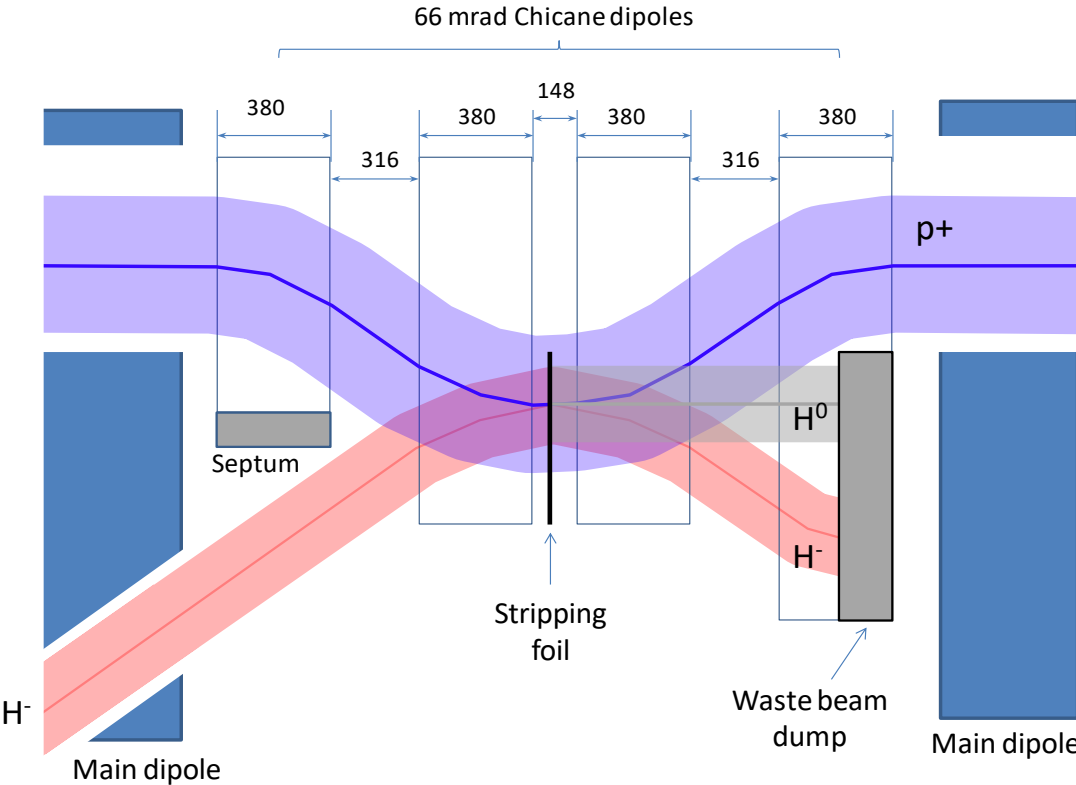 66 mrad Chicane dipoles
148
380
380
380
380
316
316
p+
H⁰
Septum
H⁻
Stripping
foil
H⁻
Waste beam
dump
Main dipole
Main dipole